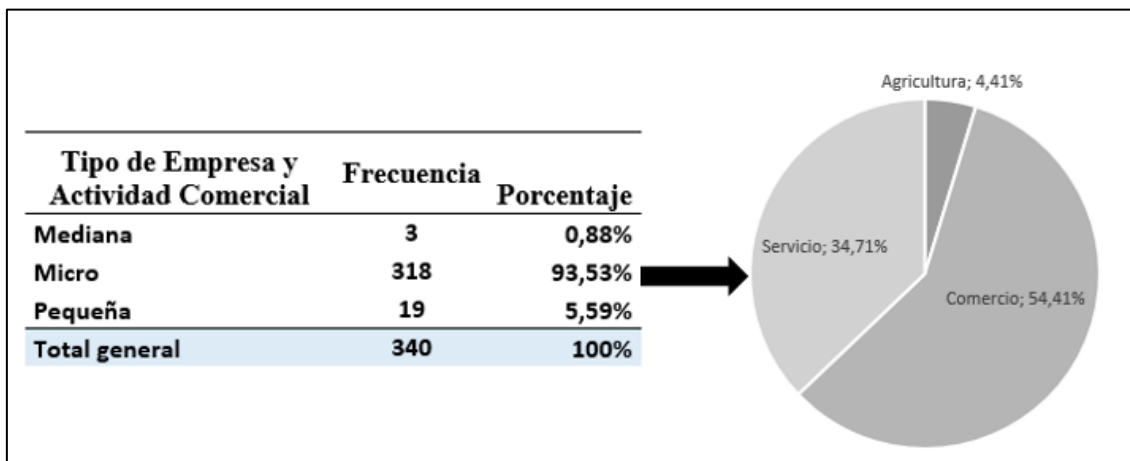 Tipo de Empresa y
Actividad Comercial
Frecuencia
Porcentaje
Mediana 3 0,88%
Micro 318 93,53%
Pequeña 19 5,59%
Total general 340 100%
Agricultura; 4,41%
Servicio; 34,71%
Comercio; 54,41%